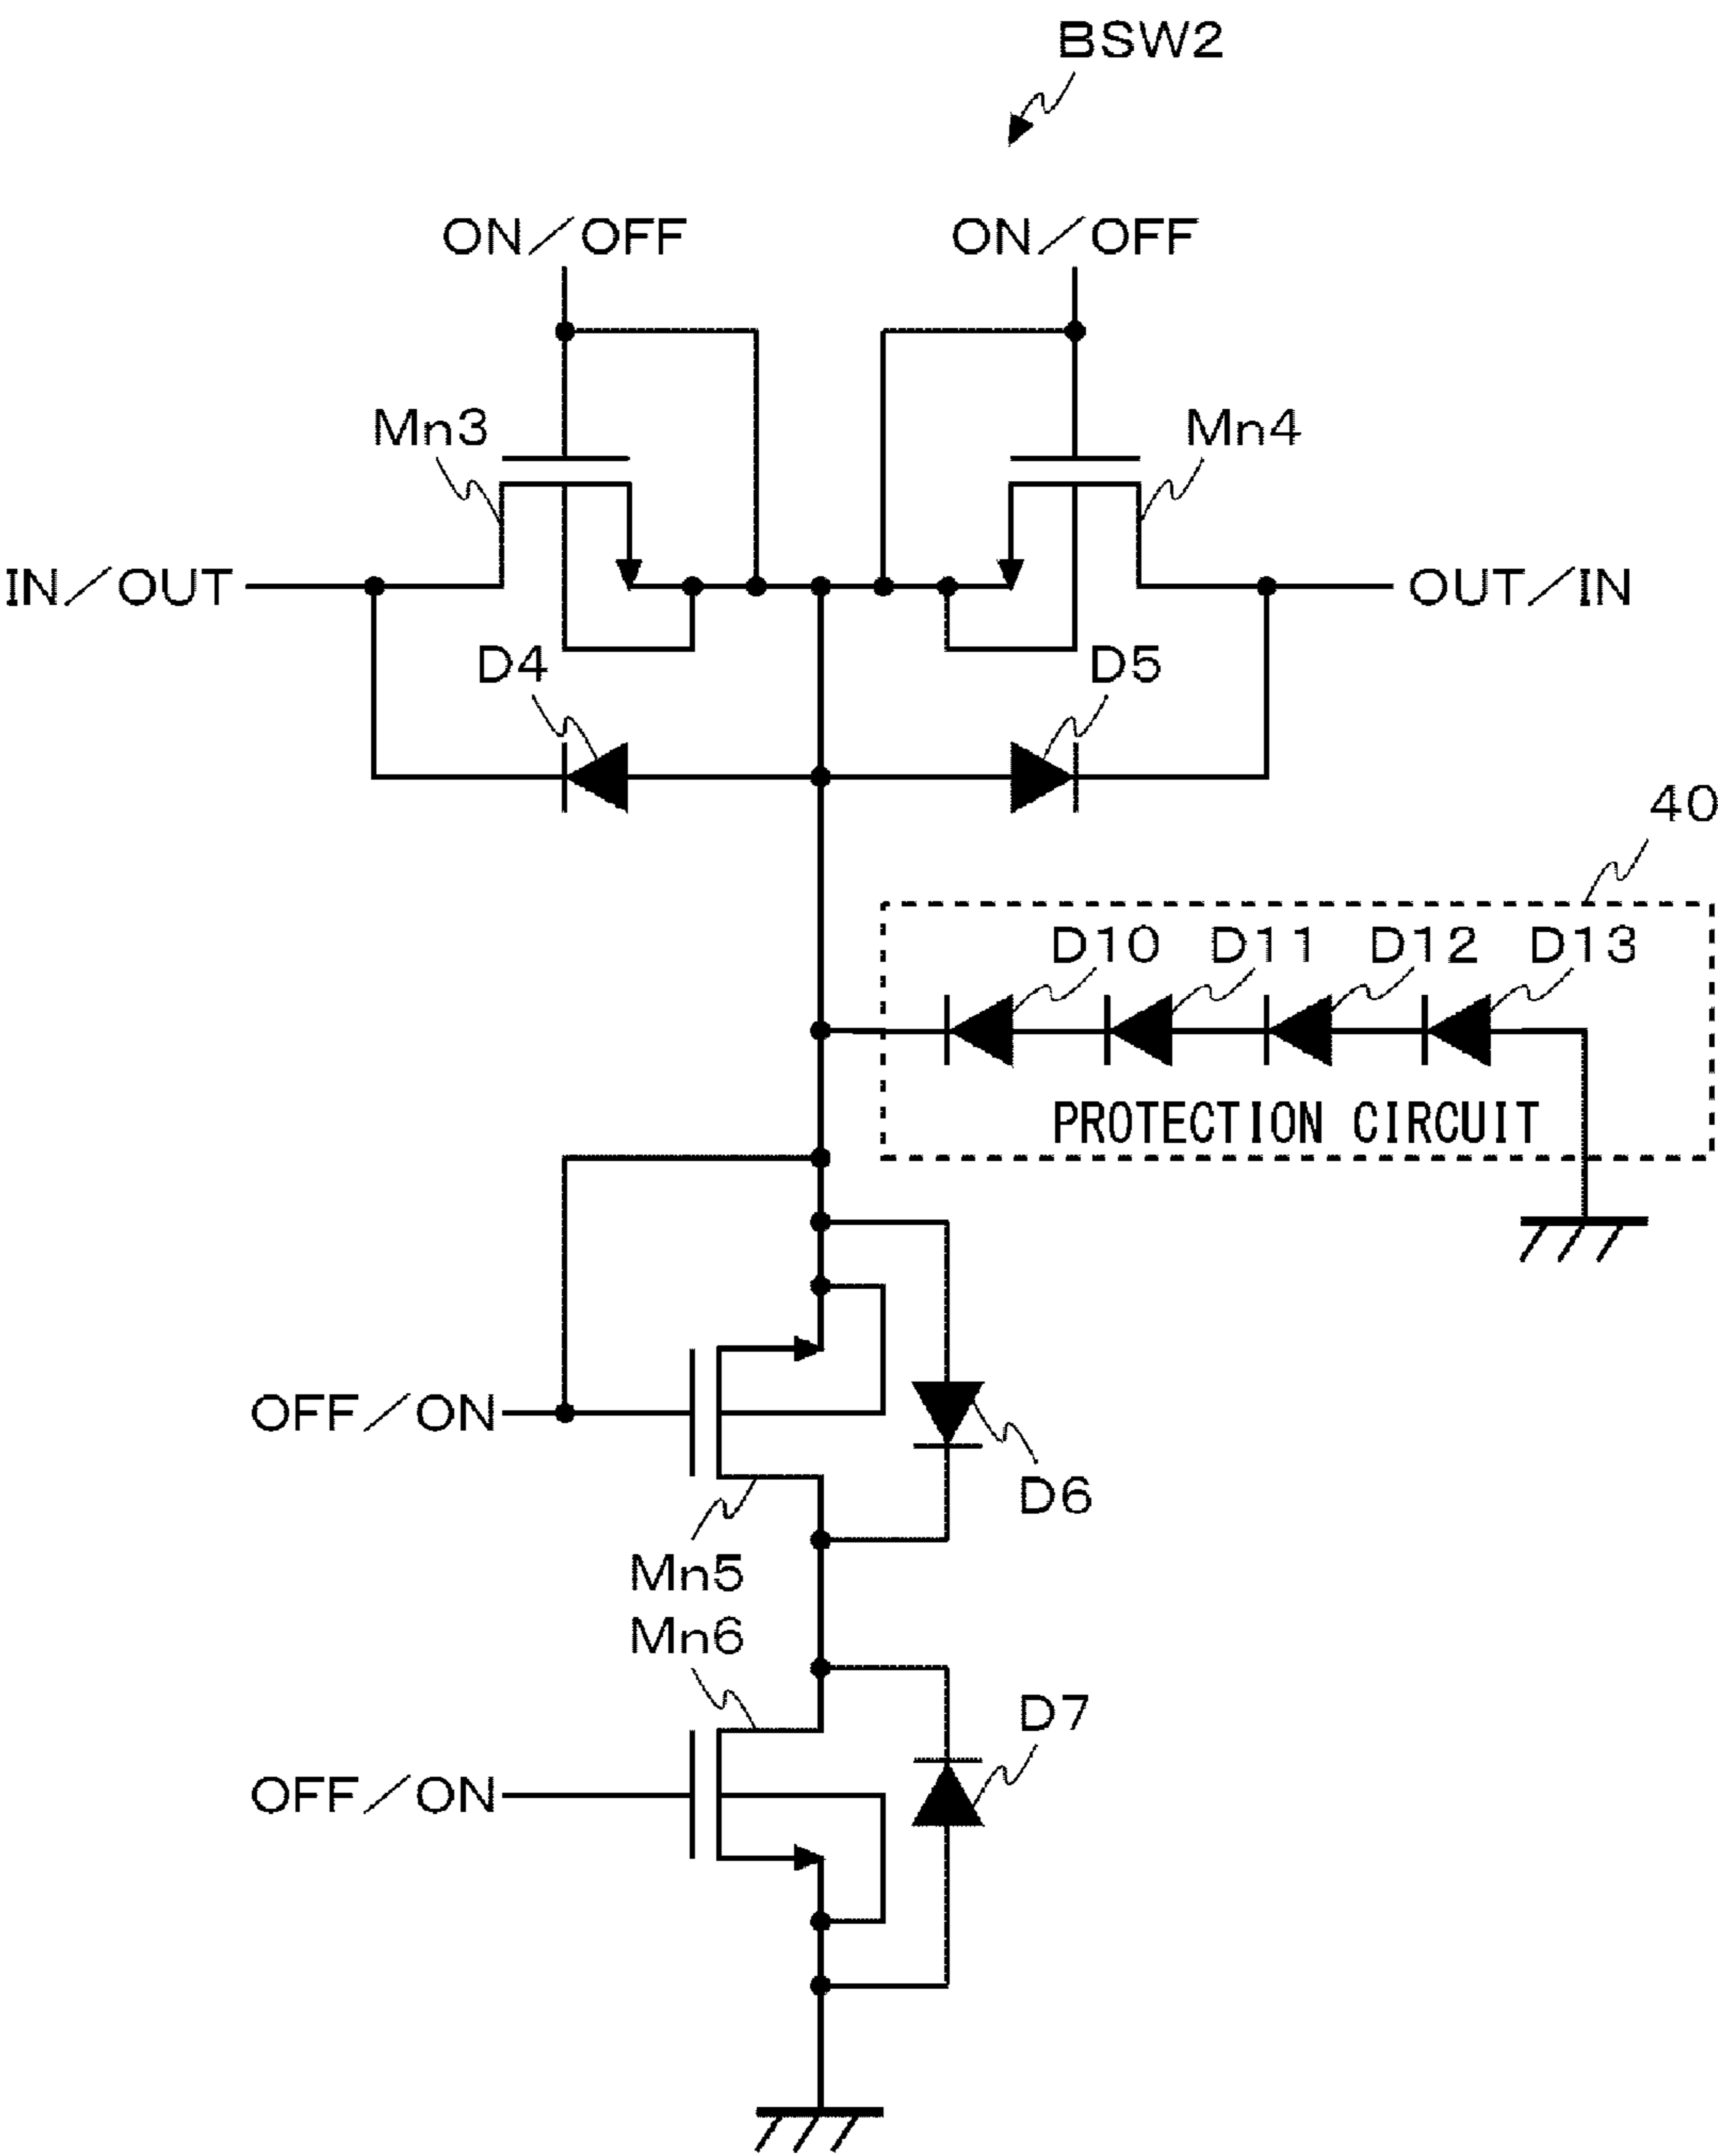 BSW2
ON/OFF ON/OFF
Mn3 Mn4
IN/OUT OUT/IN
D4 D5
40
D10 D11 D12 D13
PROTECTION CIRCUIT
OFF/ON
D6
Mn5
Mn6
D7
OFF/ON